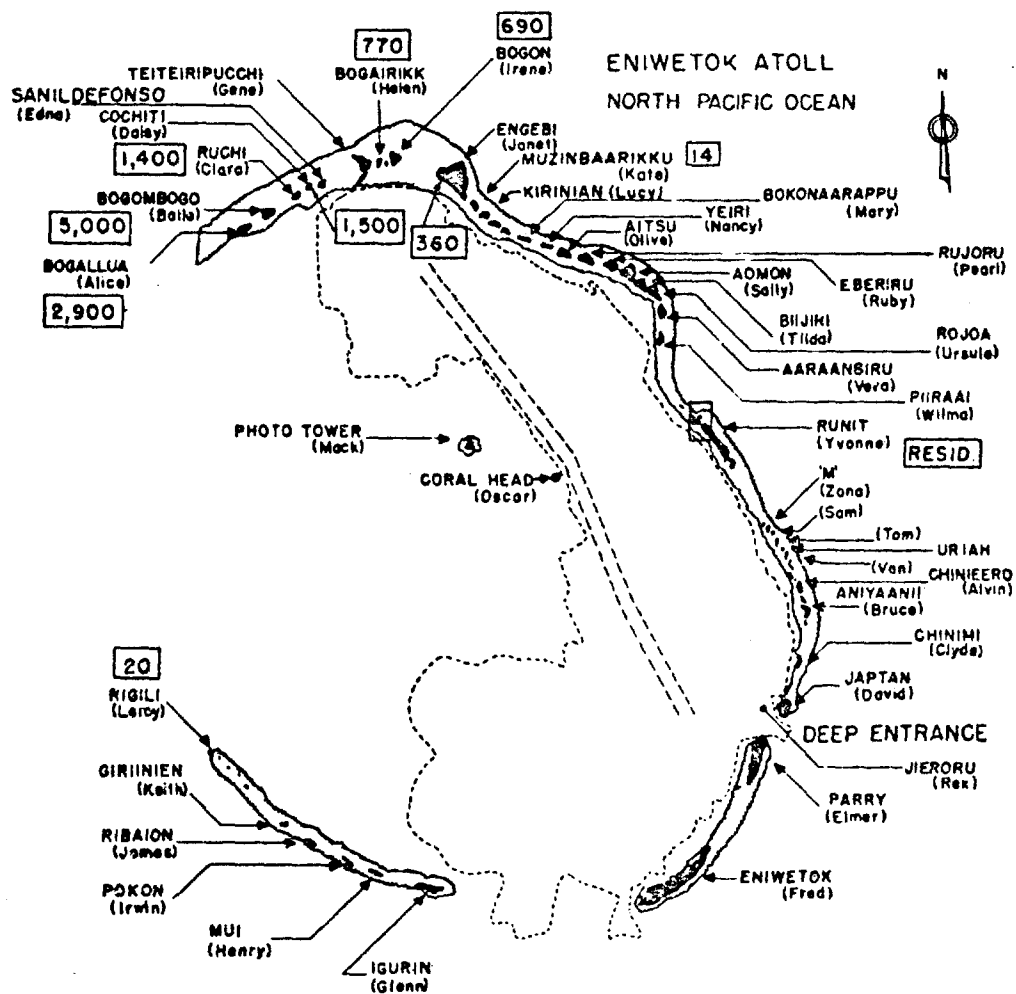 ENIWETOK ATOLL
NORTH PACIFIC OCEAN
N
690
BOGON
(Irene)
770
BOGAIRIKK
(Helen)
TEITEIRIPUCCHI
(Gene)
SANILDEFONSO
(Edna)
COCHITI
(Daisy)
1,400
RUCHI
(Clara)
BOGOMBOGO
(Belle)
5,000
BOGALLUA
(Alice)
2,900
1,500
360
ENGEBI
(Janet)
MUZINBAARIKKU
(Kate)
14
KIRINIAN (Lucy)
BOKONAARAPPU
(Mary)
YEIRI
(Nancy)
AITSU
(Olive)
RUJORU
(Pearl)
AOMON
(Sally)
EBERIRU
(Ruby)
BIIJIKI
(Tilda)
ROJOA
(Ursula)
AARAANBIRU
(Vera)
PIIRAAI
(Wilma)
RUNIT
(Yvonne)
RESID.
PHOTO TOWER
(Mack)
CORAL HEAD
(Oscar)
'M'
(Zona)
(Sam)
(Tom)
URIAH
(Van)
CHINIEERO
(Alvin)
ANIYAANII
(Bruce)
CHINIMI
(Clyde)
JAPTAN
(David)
DEEP ENTRANCE
JIERORU
(Rex)
PARRY
(Elmer)
ENIWETOK
(Fred)
20
RIGILI
(Leroy)
GIRIINIEN
(Keith)
RIBAION
(James)
POKON
(Irwin)
MUI
(Henry)
IGURIN
(Glenn)